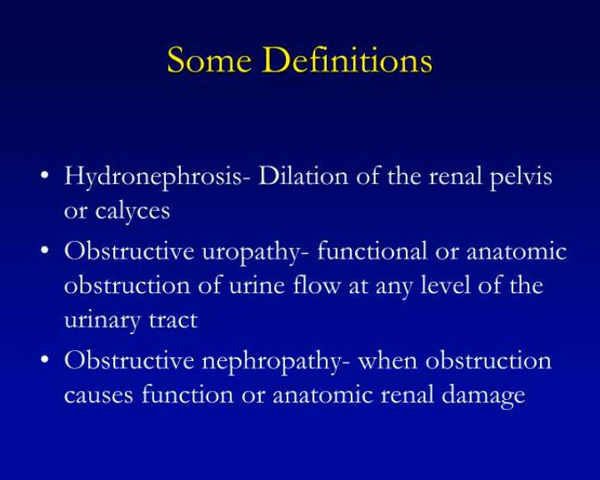 Some Definitions
• Hydronephrosis- Dilation of the renal pelvis
or calyces
• Obstructive uropathy- functional or anatomic
obstruction of urine flow at any level of the
urinary tract
• Obstructive nephropathy- when obstruction
causes function or anatomic renal damage